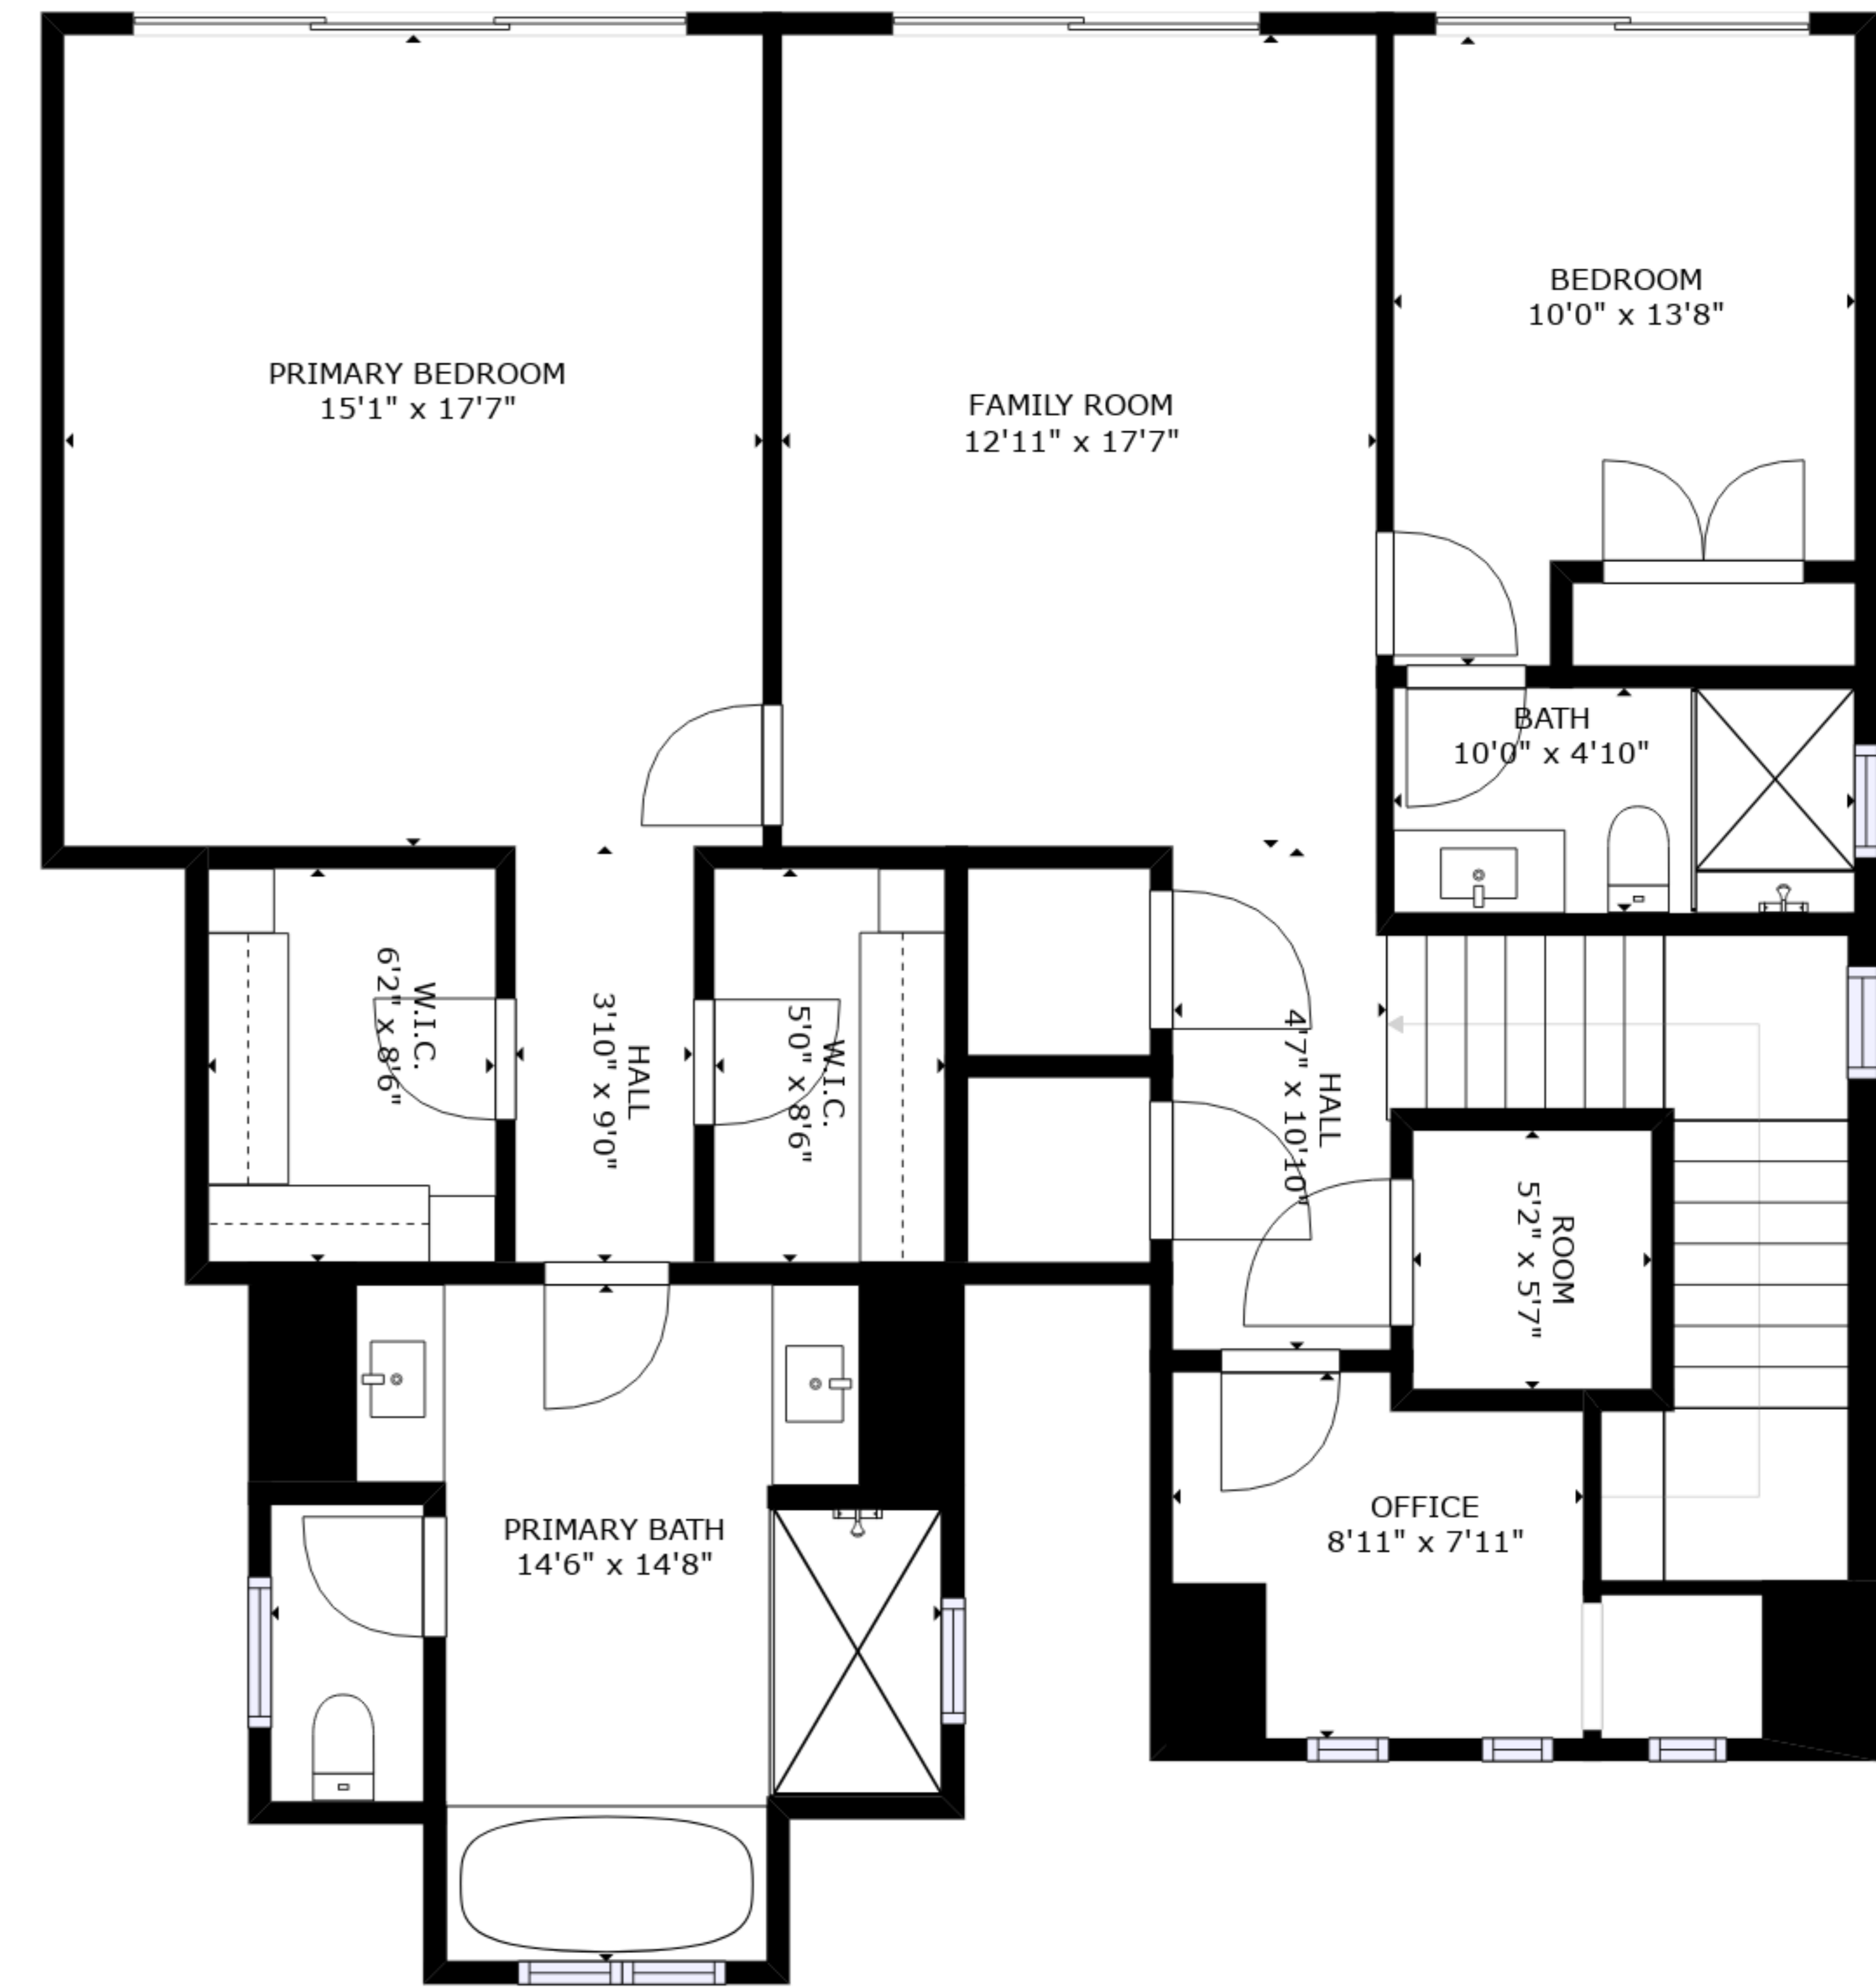 BEDROOM
10'0" x 13'8"
PRIMARY BEDROOM
15'1" x 17'7"
FAMILY ROOM
12'11" x 17'7"
BATH
10'0" x 4'10"
W.I.C.
6'2" x 8'6"
HALL
3'10" x 9'0"
W.I.C.
5'0" x 8'6"
HALL
4'7" x 10'10"
ROOM
5'2" x 5'7"
OFFICE
8'11" x 7'11"
PRIMARY BATH
14'6" x 14'8"